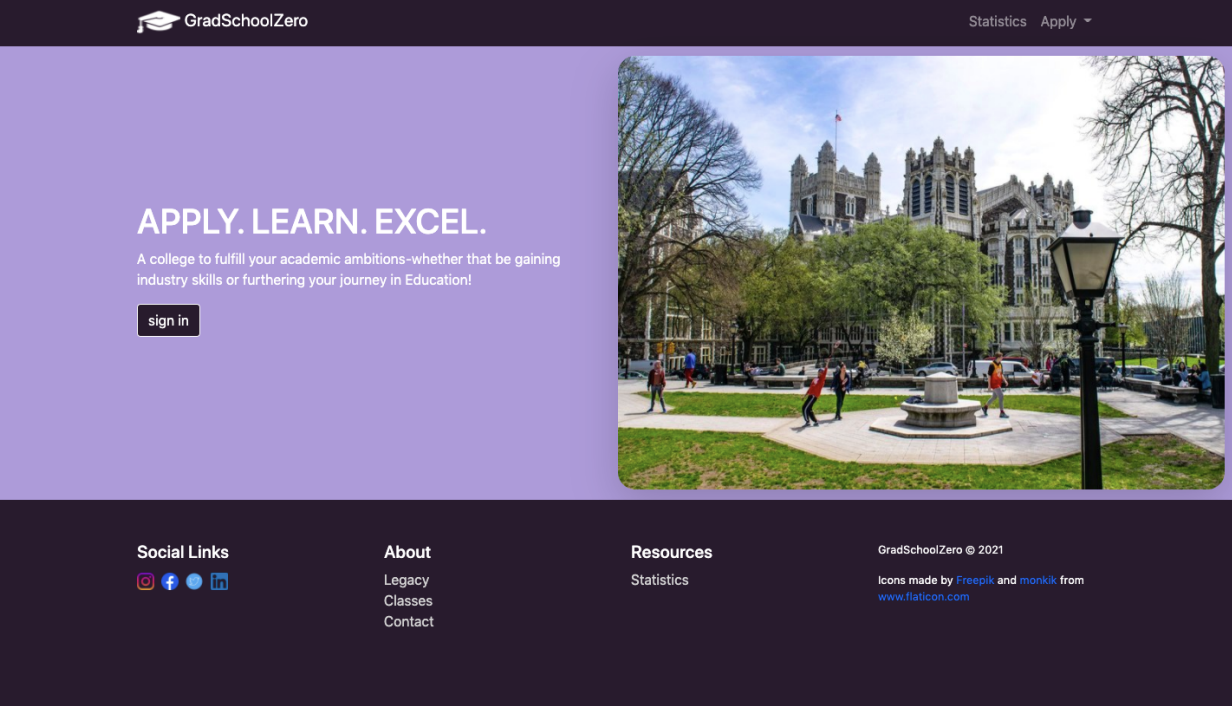 GradSchoolZero
Statistics
Apply
APPLY. LEARN. EXCEL.
A college to fulfill your academic ambitions-whether that be gaining
industry skills or furthering your journey in Education!
sign in
Social Links
About
Legacy
Classes
Contact
Resources
Statistics
GradSchoolZero © 2021
Icons made by Freepik and monkik from
www.flaticon.com